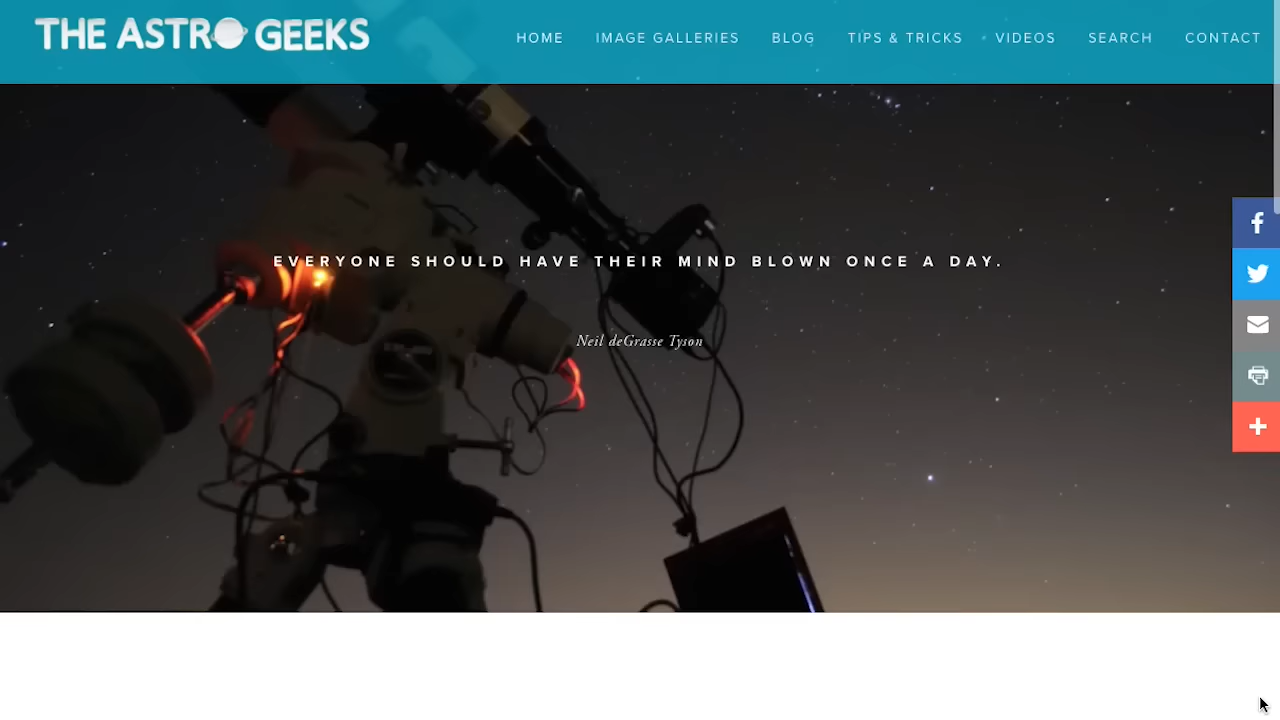 THE ASTRO GEEKS
HOME IMAGE GALLERIES BLOG TIPS & TRICKS VIDEOS SEARCH CONTACT
EVERYONE SHOULD HAVE THEIR MIND BLOWN ONCE A DAY.
Neil deGrasse Tyson